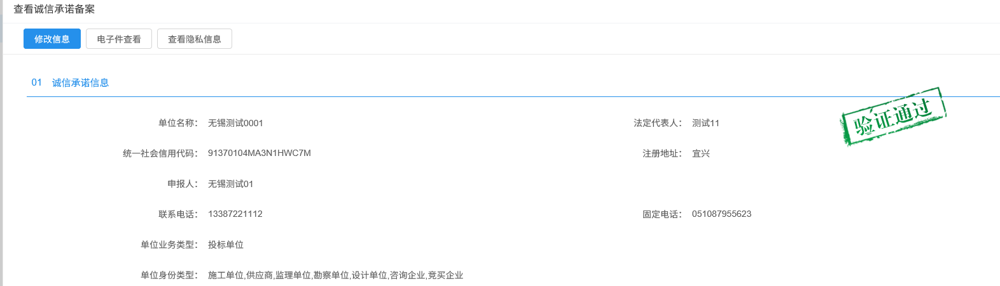 查看诚信承诺备案
修改信息 电子件查看 查看隐私信息
01 诚信承诺信息
验证通过
单位名称： 无锡测试0001 法定代表人： 测试11
统一社会信用代码： 91370104MA3N1HWC7M 注册地址： 宜兴
申报人： 无锡测试01
联系电话： 13387221112 固定电话： 051087955623
单位业务类型： 投标单位
单位身份类型： 施工单位,供应商,监理单位,勘察单位,设计单位,咨询企业,竞买企业